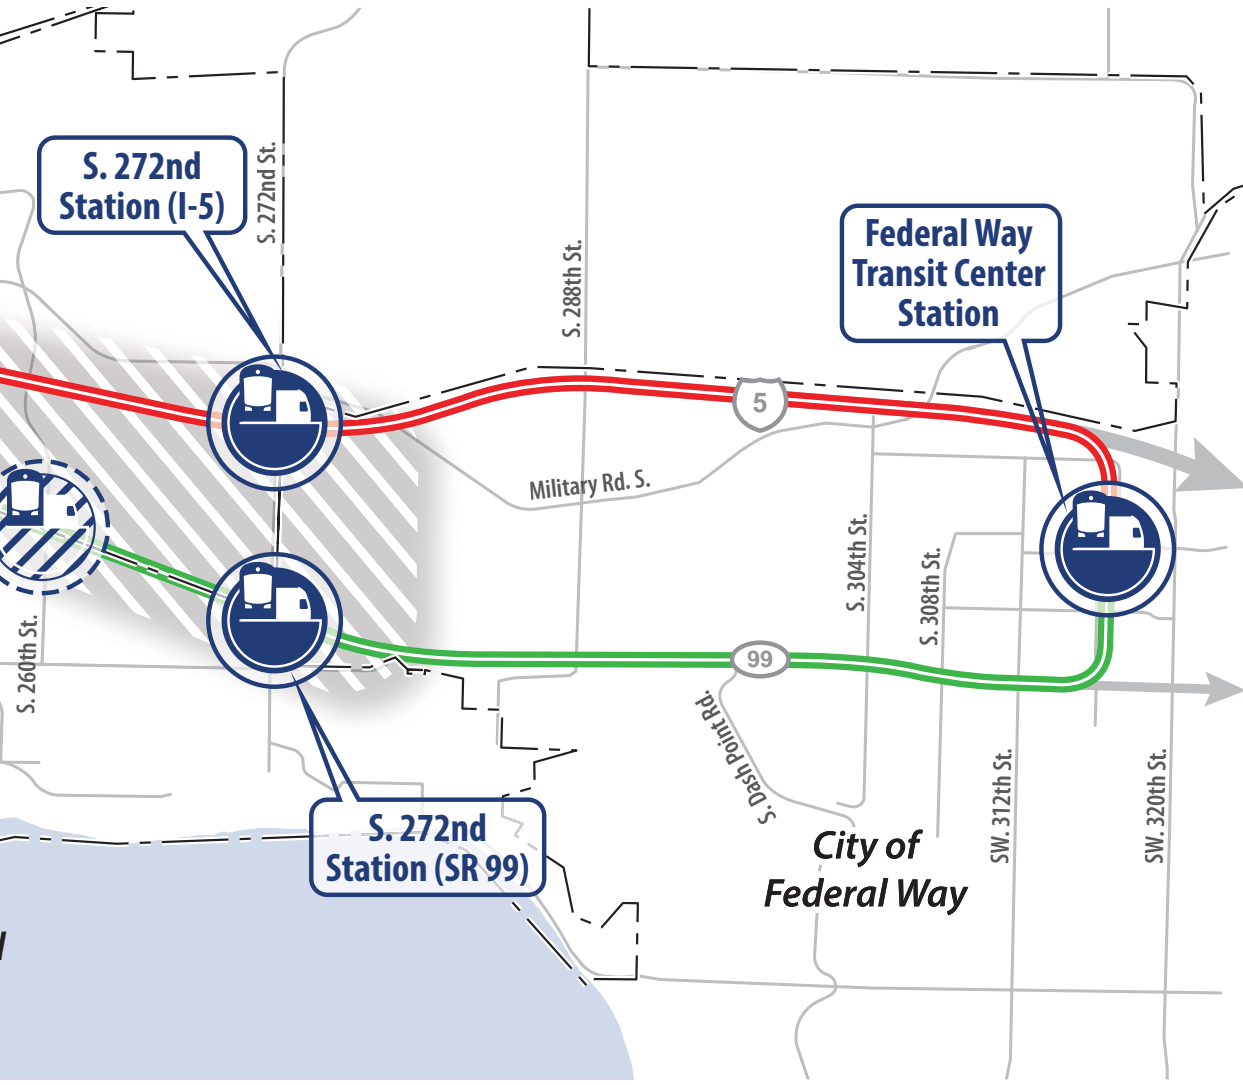 S. 272nd
Station (I-5)
S. 272nd St.
S. 288th St.
Federal Way
Transit Center
Station
5
Military Rd. S.
S. 304th St.
S. 308th St.
S. 260th St.
99
S. Dash Point Rd.
SW. 312th St.
SW. 320th St.
S. 272nd
Station (SR 99)
City of
Federal Way